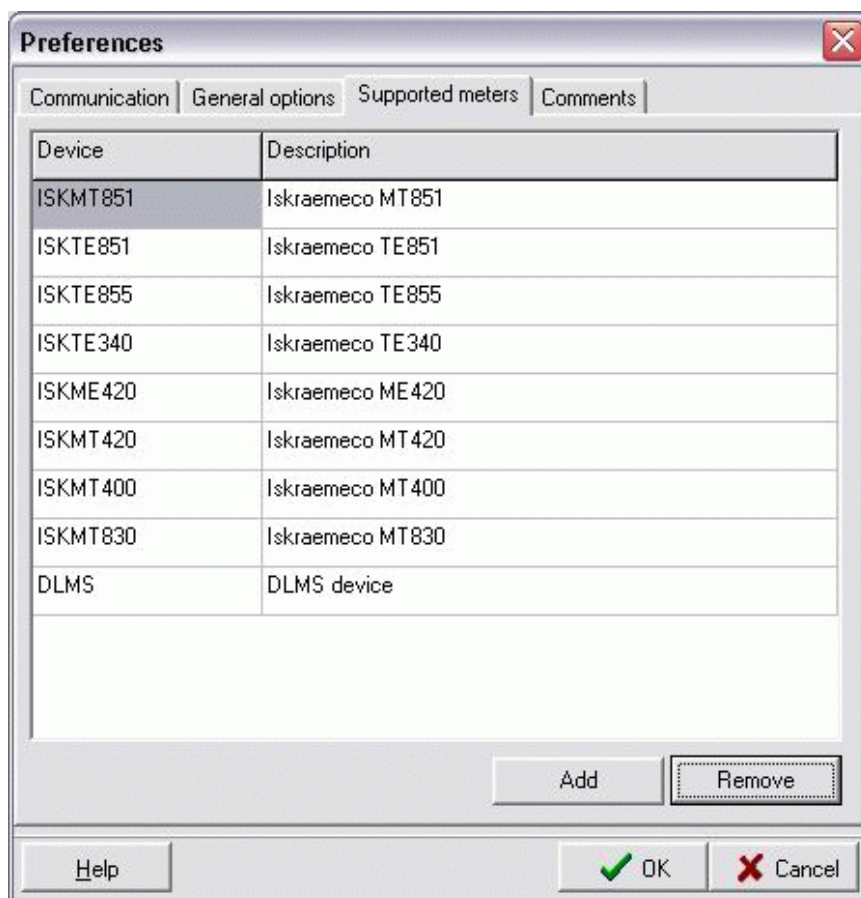 Preferences
Communication General options Supported meters Comments
Device Description
ISKMT851 Iskraemeco MT851
ISKTE851 Iskraemeco TE851
ISKTE855 Iskraemeco TE855
ISKTE340 Iskraemeco TE340
ISKME420 Iskraemeco ME420
ISKMT420 Iskraemeco MT420
ISKMT400 Iskraemeco MT400
ISKMT830 Iskraemeco MT830
DLMS DLMS device
Add Remove
Help OK Cancel